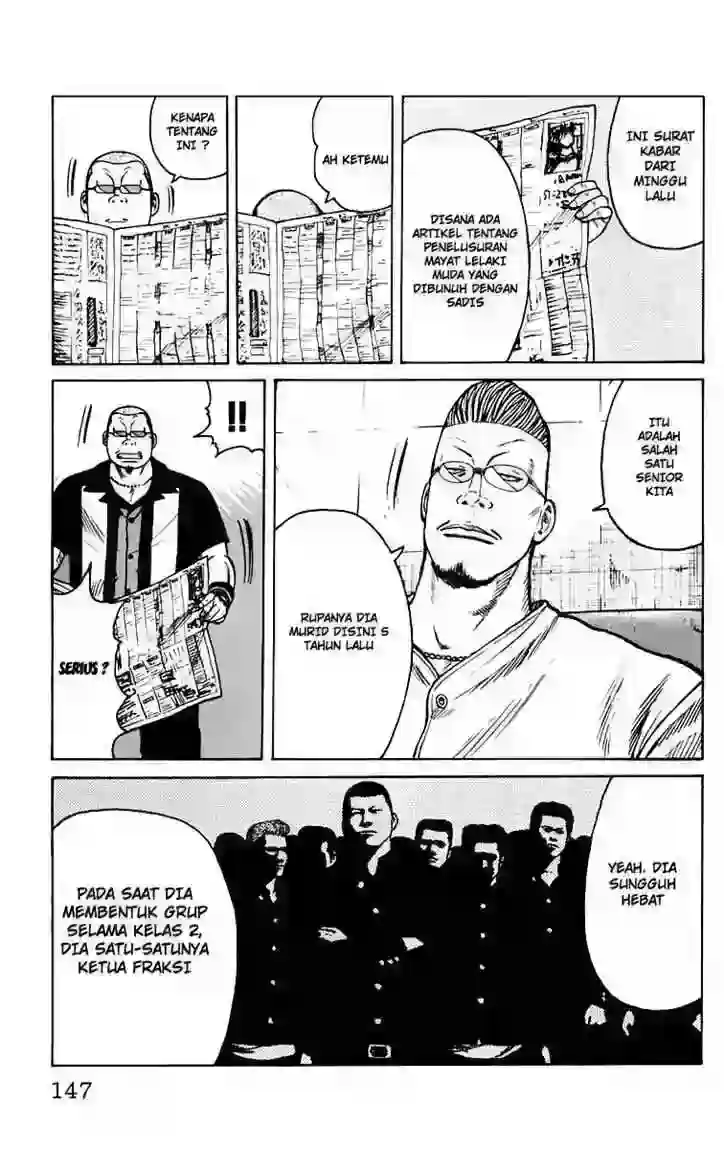 INI SURAT
KABAR
DARI
MINGGU
LALU
DISANA ADA
ARTIKEL TENTANG
PENELUSURAN
MAYAT LELAKI
MUDA YANG
DIBUNUH DENGAN
SADIS
AH KETEMU
KENAPA
TENTANG
INI ?
ITU
ADALAH
SALAH
SATU
SENIOR
KITA
RUPANYA DIA
MURID DISINI 5
TAHUN LALU
!!
SERIUS ?
YEAH. DIA
SUNGGUH
HEBAT
PADA SAAT DIA
MEMBENTUK GRUP
SELAMA KELAS 2,
DIA SATU-SATUNYA
KETUA FRAKSI
147